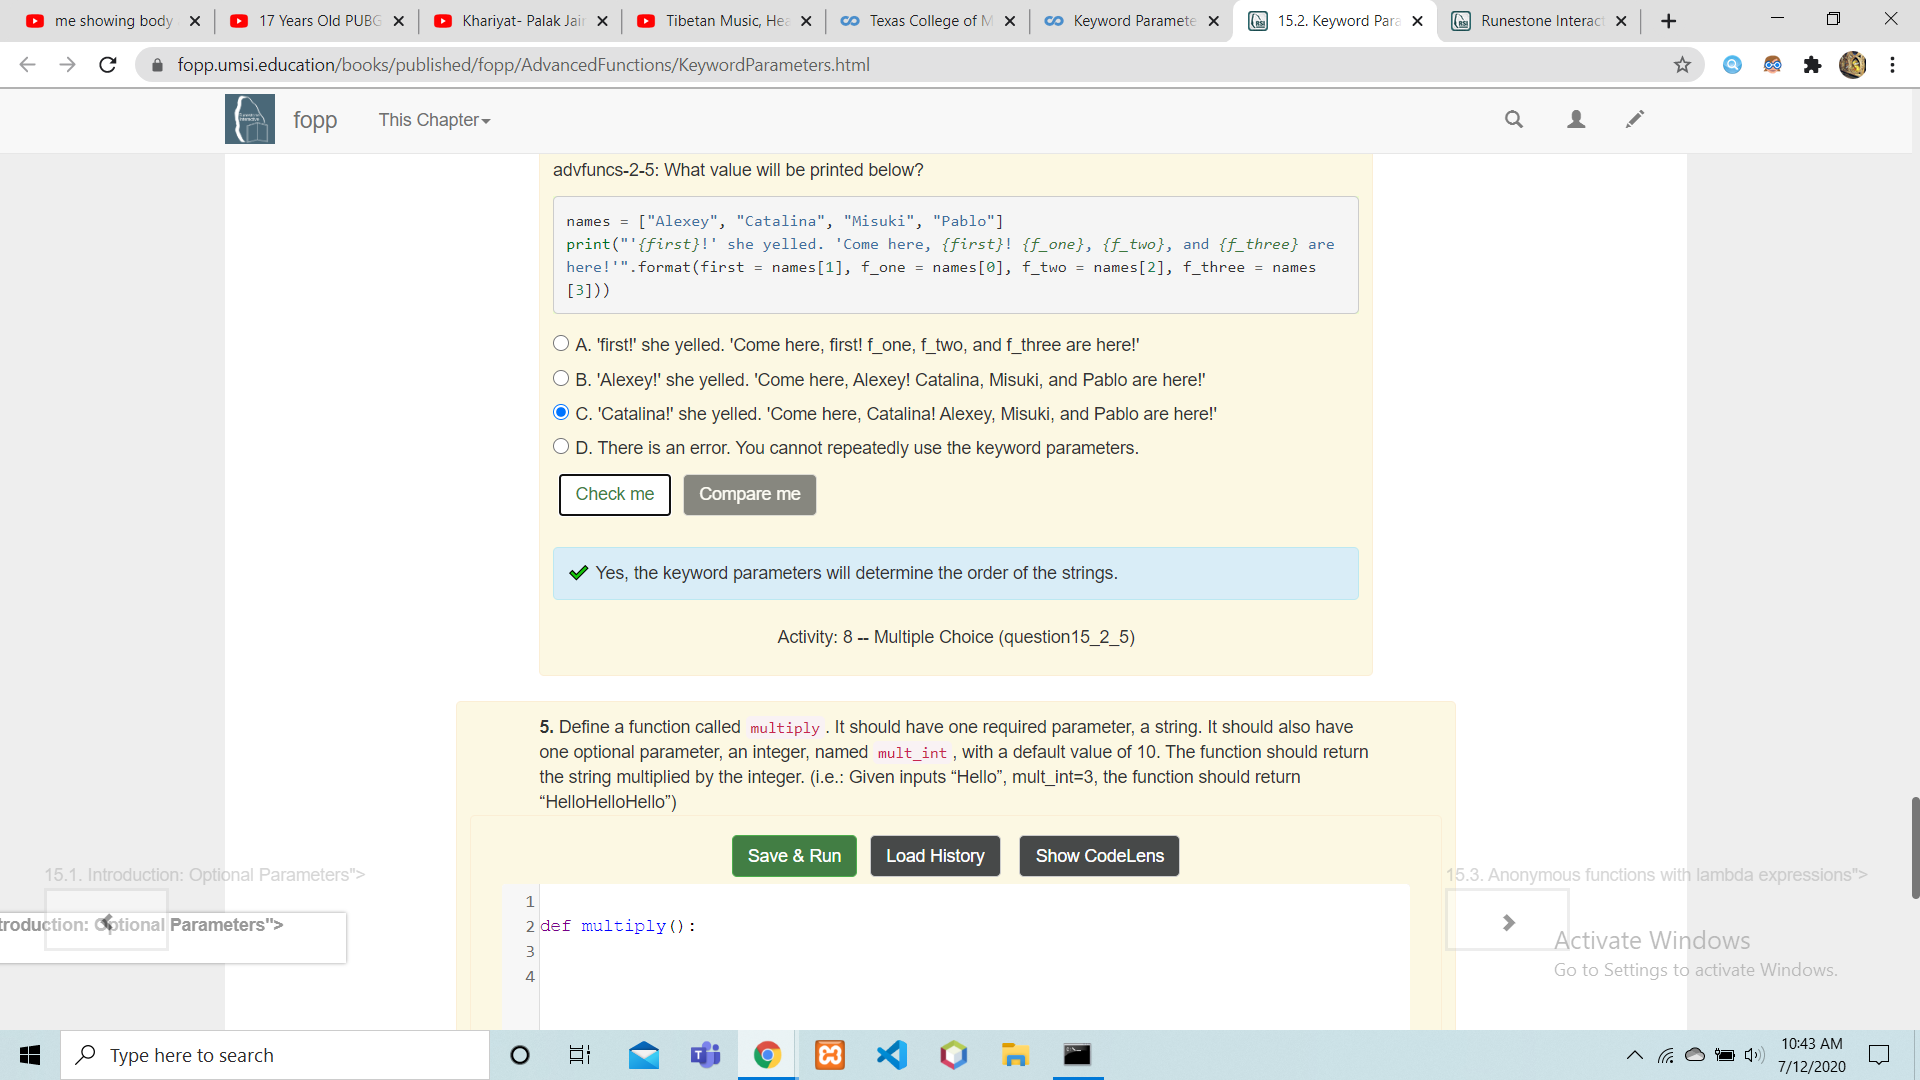 me showing body
17 Years Old PUBG
Khariyat- Palak Jain
Tibetan Music, Hea
Texas College of M
Keyword Paramete
15.2. Keyword Para
Runestone Interact
fopp.umsi.education/books/published/fopp/AdvancedFunctions/KeywordParameters.html
fopp
This Chapter
advfuncs-2-5: What value will be printed below?
names = ["Alexey", "Catalina", "Misuki", "Pablo"]
print("'{first}!' she yelled. 'Come here, {first}! {f_one}, {f_two}, and {f_three} are
here!'".format(first = names[1], f_one = names[0], f_two = names[2], f_three = names
[3]))
A. 'first!' she yelled. 'Come here, first! f_one, f_two, and f_three are here!'
B. 'Alexey!' she yelled. 'Come here, Alexey! Catalina, Misuki, and Pablo are here!'
C. 'Catalina!' she yelled. 'Come here, Catalina! Alexey, Misuki, and Pablo are here!'
D. There is an error. You cannot repeatedly use the keyword parameters.
Check me
Compare me
Yes, the keyword parameters will determine the order of the strings.
Activity: 8 -- Multiple Choice (question15_2_5)
5. Define a function called multiply . It should have one required parameter, a string. It should also have
one optional parameter, an integer, named mult_int , with a default value of 10. The function should return
the string multiplied by the integer. (i.e.: Given inputs “Hello”, mult_int=3, the function should return
“HelloHelloHello”)
Save & Run
Load History
Show CodeLens
15.1. Introduction: Optional Parameters">
15.3. Anonymous functions with lambda expressions">
1
2 def multiply():
3
4
troduction: Optional Parameters">
Activate Windows
Go to Settings to activate Windows.
Type here to search
10:43 AM
7/12/2020